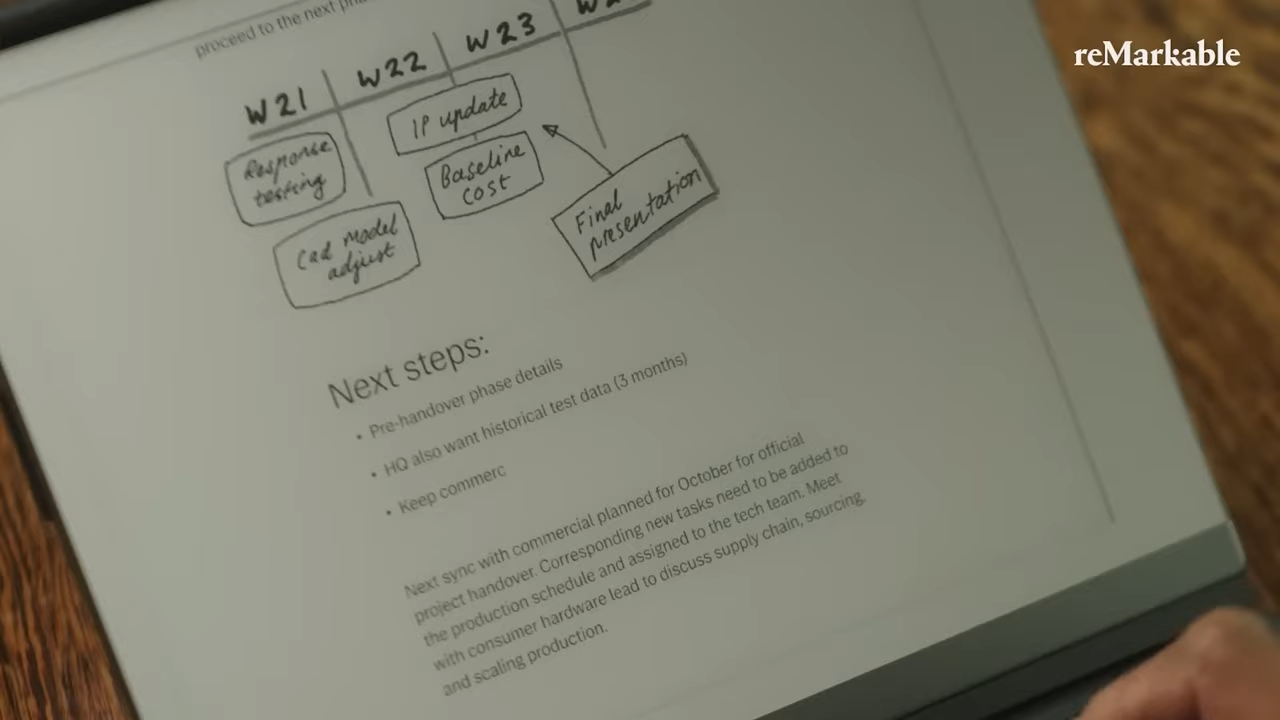 reMarkable
proceed to the next
W21 W22 W23
Response
testing
Cad model
adjust
IP update
Baseline
cost
Final
presentation
Next steps:
• Pre-handover phase details
• HQ also want historical test data (3 months)
• Keep commerc
Next sync with commercial planned for October for official
project handover. Corresponding new tasks need to be added to
the production schedule and assigned to the tech team. Meet
with consumer hardware lead to discuss supply chain, sourcing,
and scaling production.